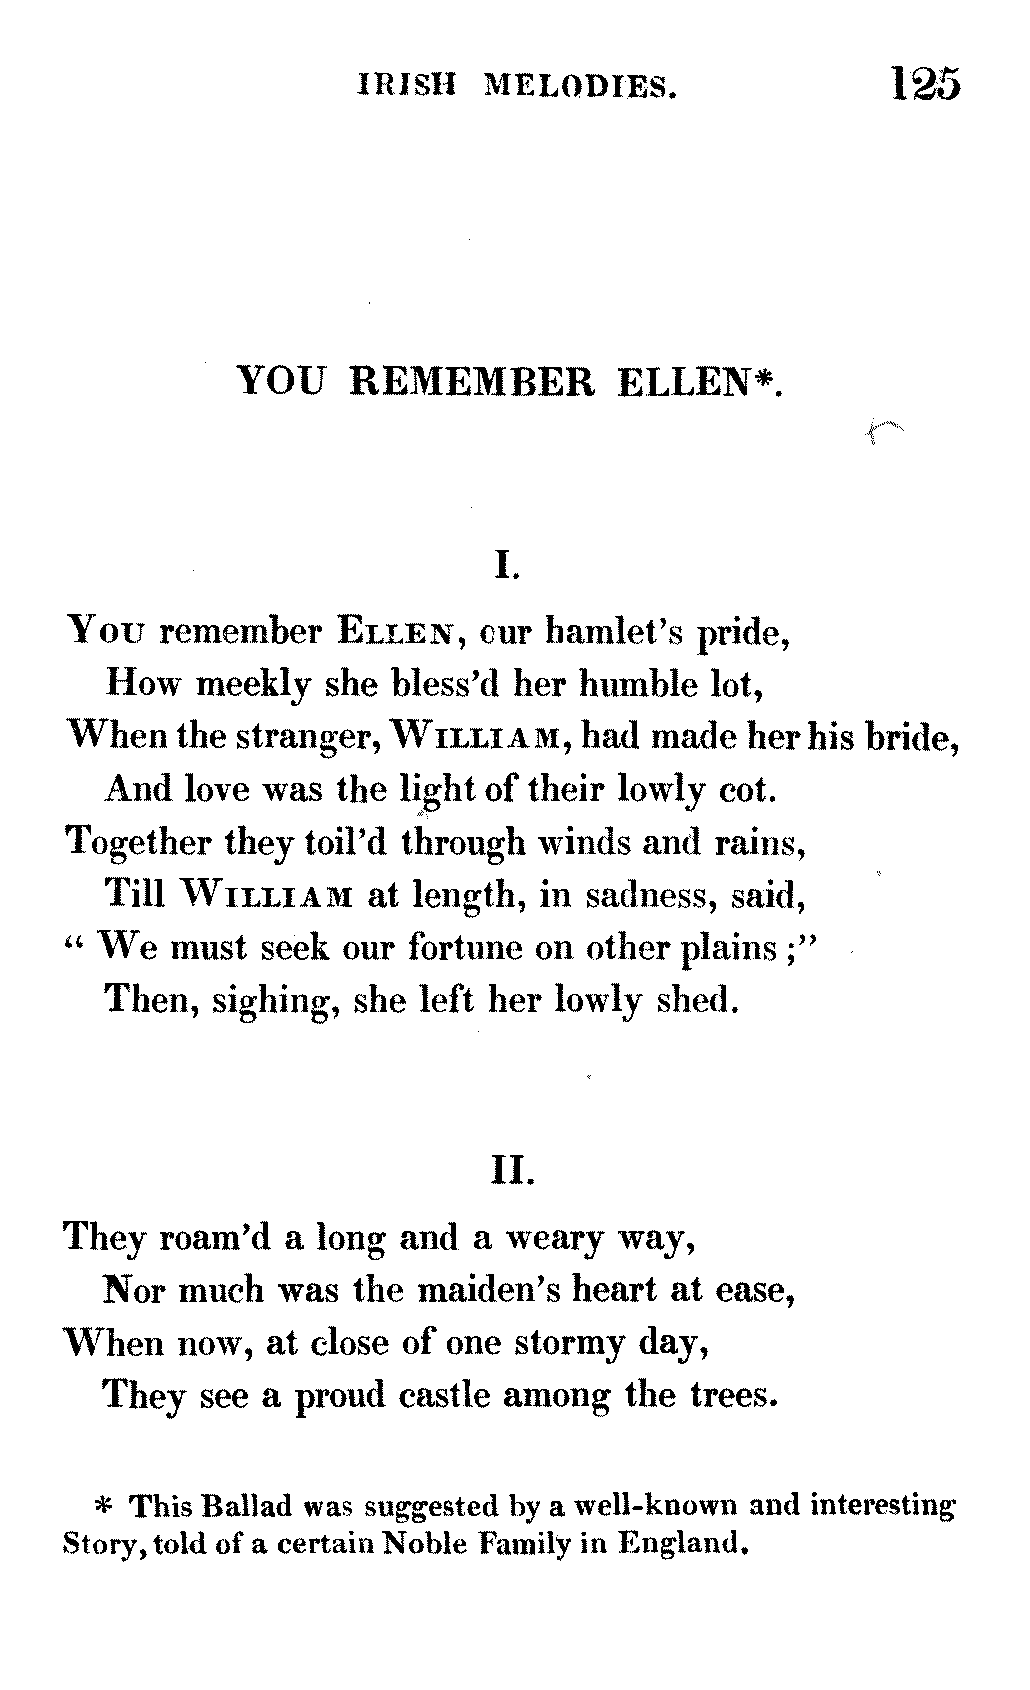 IRISH MELODIES. 125
YOU REMEMBER ELLEN*.
I.
YOU remember ELLEN, our hamlet's pride,
How meekly she bless'd her humble lot,
When the stranger, WILLIAM, had made her his bride,
And love was the light of their lowly cot.
Together they toil'd through winds and rains,
Till WILLIAM at length, in sadness, said,
“ We must seek our fortune on other plains ;”
Then, sighing, she left her lowly shed.
II.
They roam'd a long and a weary way,
Nor much was the maiden's heart at ease,
When now, at close of one stormy day,
They see a proud castle among the trees.
* This Ballad was suggested by a well-known and interesting
Story, told of a certain Noble Family in England.